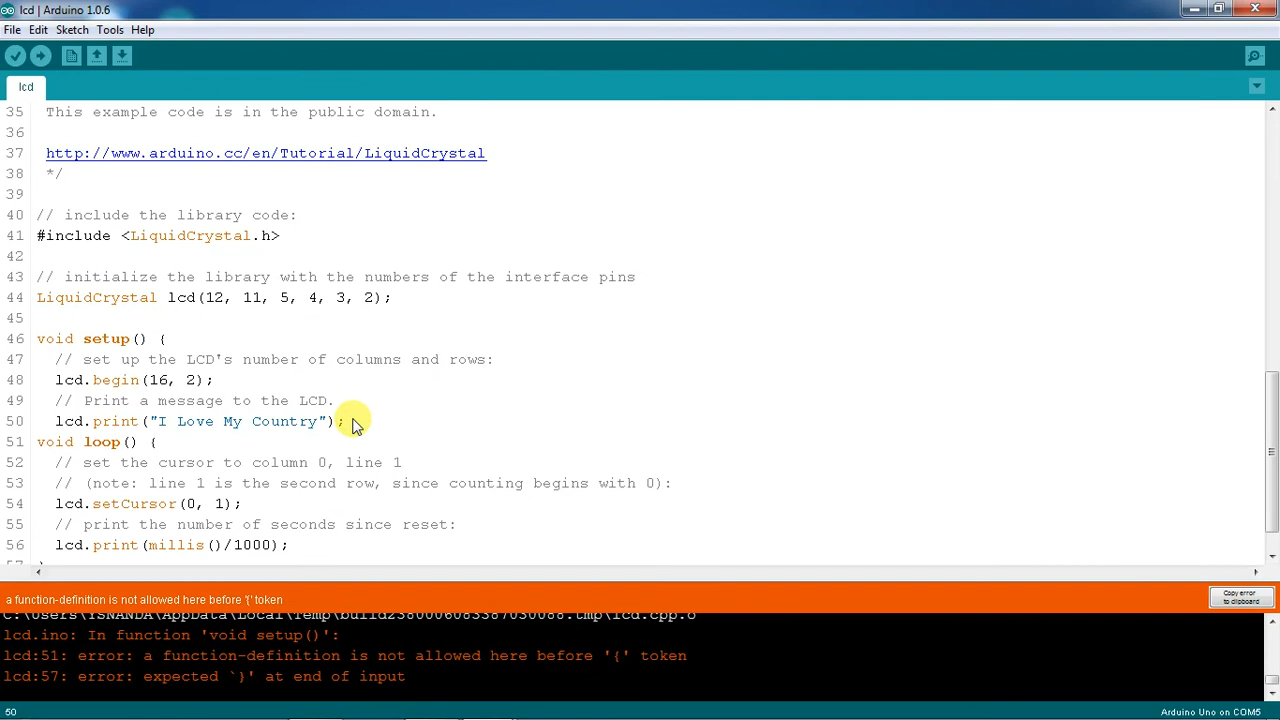 lcd | Arduino 1.0.6
File Edit Sketch Tools Help
lcd
35 This example code is in the public domain.
36
37 http://www.arduino.cc/en/Tutorial/LiquidCrystal
38 */
39
40 // include the library code:
41 #include <LiquidCrystal.h>
42
43 // initialize the library with the numbers of the interface pins
44 LiquidCrystal lcd(12, 11, 5, 4, 3, 2);
45
46 void setup() {
47 // set up the LCD's number of columns and rows:
48 lcd.begin(16, 2);
49 // Print a message to the LCD.
50 lcd.print("I Love My Country");
51 void loop() {
52 // set the cursor to column 0, line 1
53 // (note: line 1 is the second row, since counting begins with 0):
54 lcd.setCursor(0, 1);
55 // print the number of seconds since reset:
56 lcd.print(millis()/1000);
a function-definition is not allowed here before '{' token
Copy error to clipboard
lcd.ino: In function 'void setup()':
lcd:51: error: a function-definition is not allowed here before '{' token
lcd:57: error: expected `}' at end of input
50
Arduino Uno on COM5